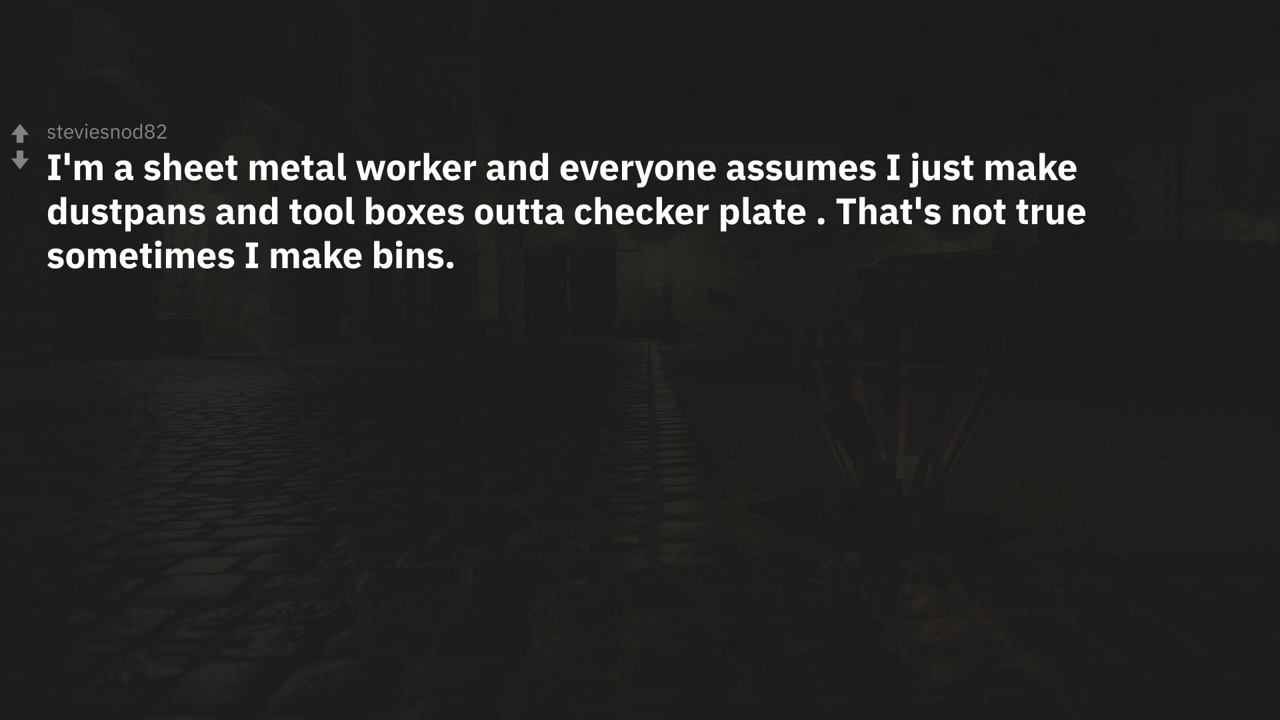 steviesnod82
I'm a sheet metal worker and everyone assumes I just make
dustpans and tool boxes outta checker plate . That's not true
sometimes I make bins.